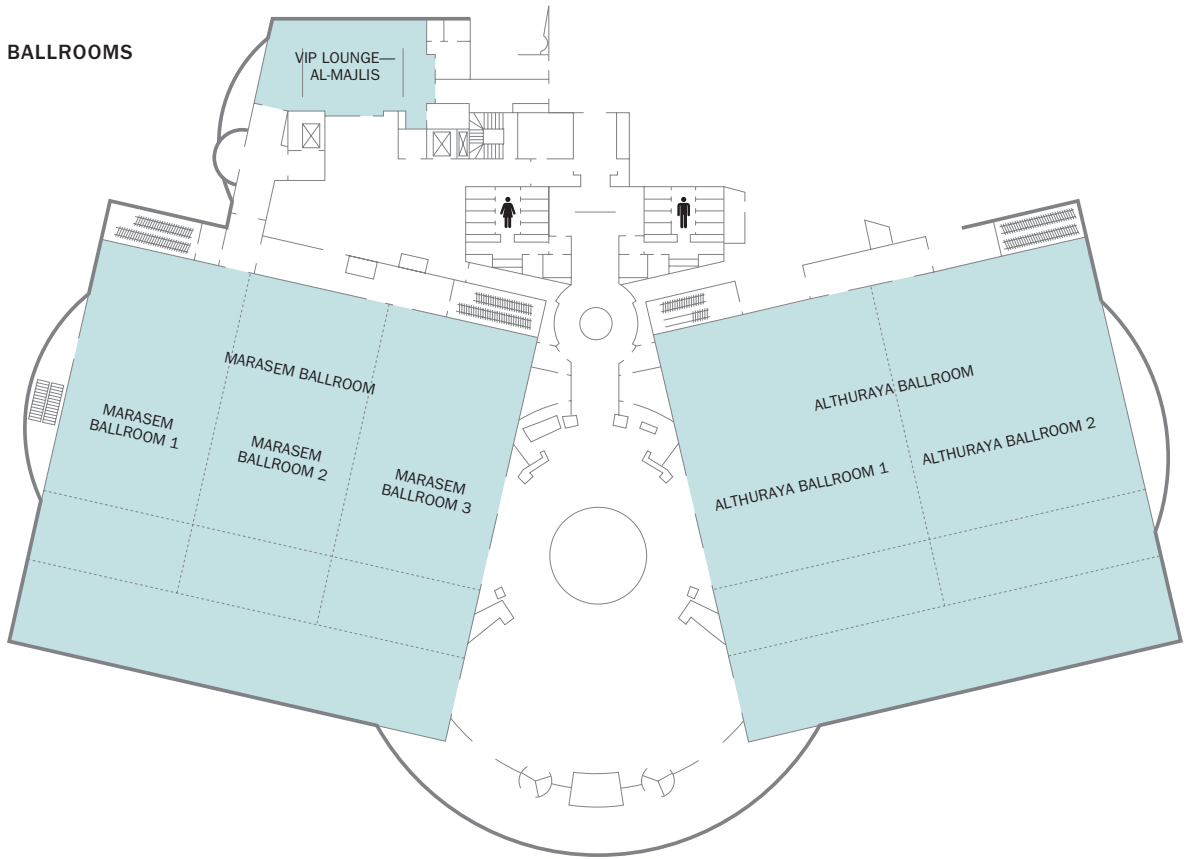 BALLROOMS
VIP LOUNGE—
AL-MAJLIS
MARASEM BALLROOM
MARASEM
BALLROOM 1
MARASEM
BALLROOM 2
MARASEM
BALLROOM 3
ALTHURAYA BALLROOM
ALTHURAYA BALLROOM 1
ALTHURAYA BALLROOM 2